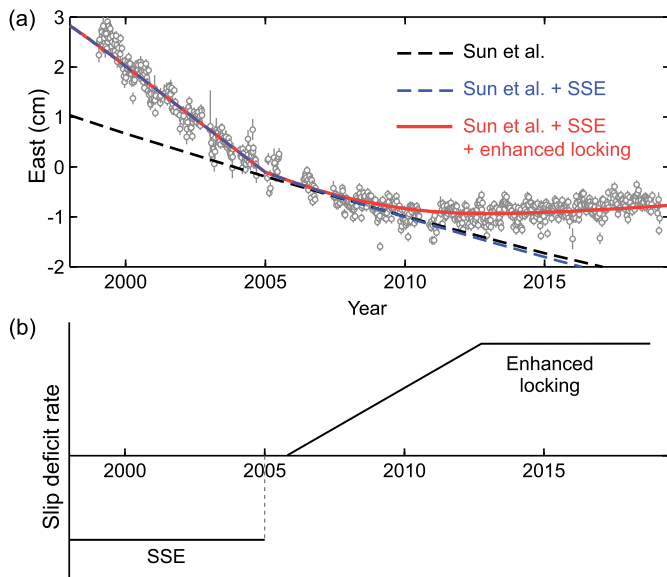 (a)
3
2
1
0
-1
-2
East (cm)
Sun et al.
Sun et al. + SSE
Sun et al. + SSE
+ enhanced locking
2000
2005
2010
2015
Year
(b)
Slip deficit rate
Enhanced
locking
2000
2005
2010
2015
SSE